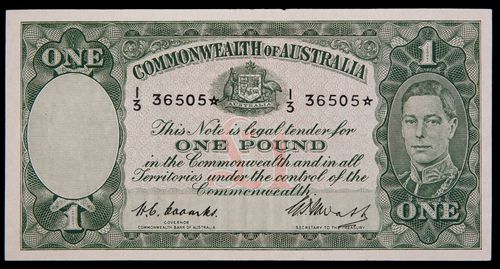 COMMONWEALTH OF AUSTRALIA
ONE 1
I/3 36505☆ I/3 36505☆
AUSTRALIA
This Note is legal tender for
ONE POUND
in the Commonwealth and in all
Territories under the control of the
Commonwealth.
GOVERNOR
COMMONWEALTH BANK OF AUSTRALIA
SECRETARY TO THE TREASURY
1 ONE